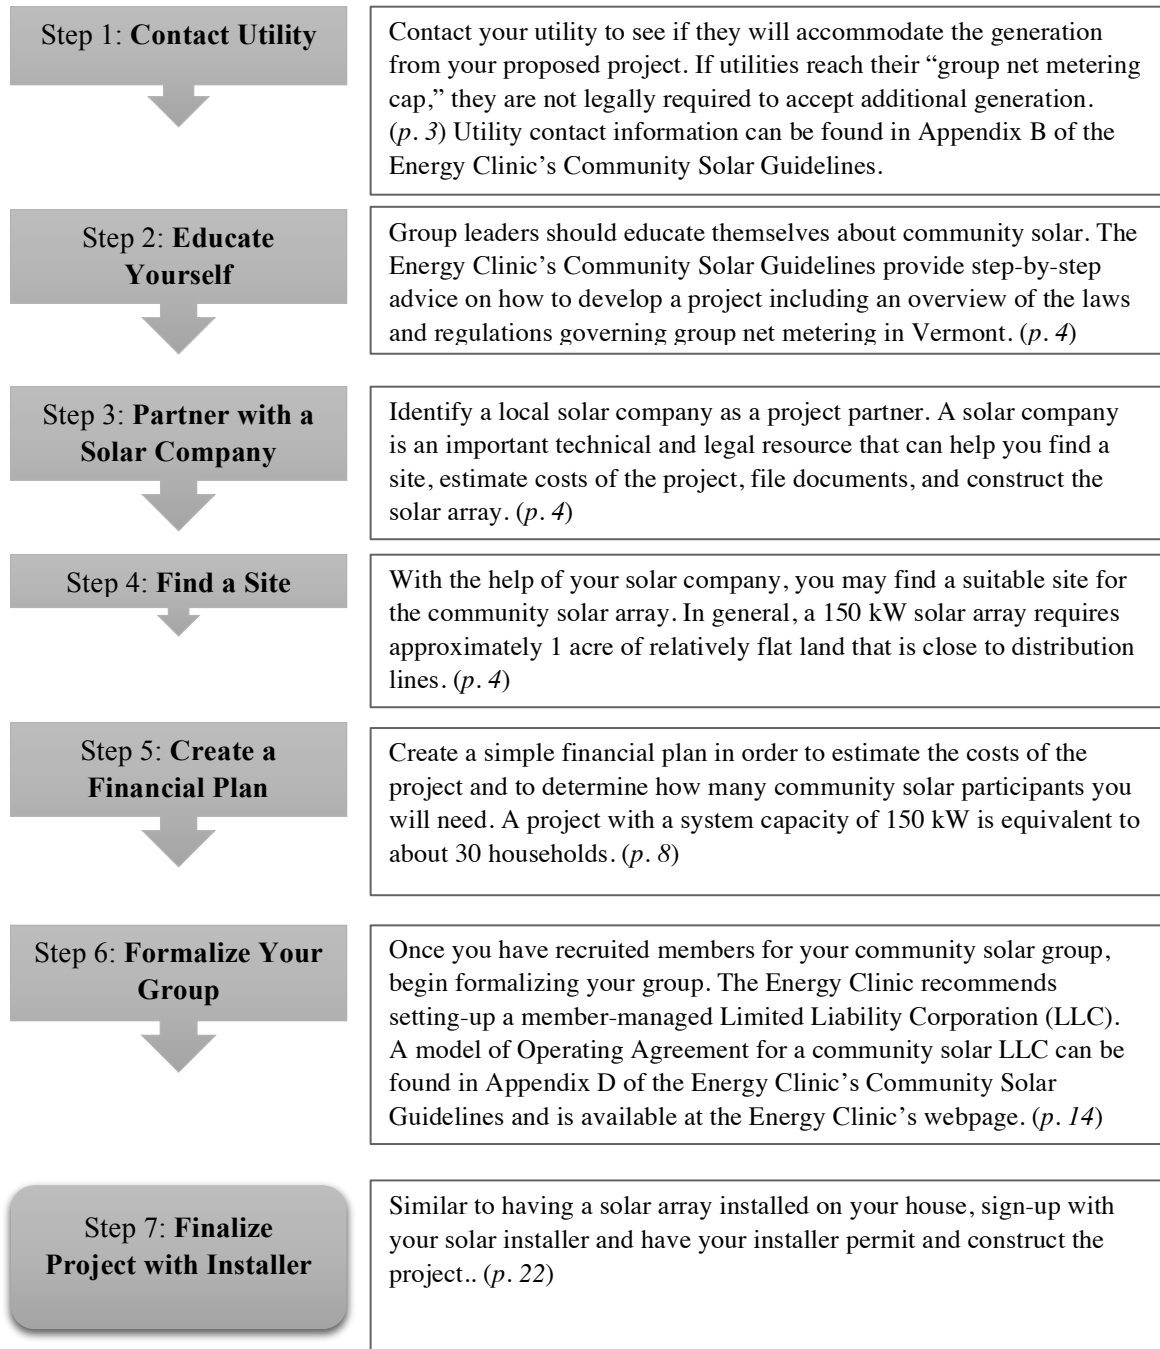 Step 1: Contact Utility
Contact your utility to see if they will accommodate the generation
from your proposed project. If utilities reach their “group net metering
cap,” they are not legally required to accept additional generation.
(p. 3) Utility contact information can be found in Appendix B of the
Energy Clinic’s Community Solar Guidelines.
Step 2: Educate
Yourself
Group leaders should educate themselves about community solar. The
Energy Clinic’s Community Solar Guidelines provide step-by-step
advice on how to develop a project including an overview of the laws
and regulations governing group net metering in Vermont. (p. 4)
Step 3: Partner with a
Solar Company
Identify a local solar company as a project partner. A solar company
is an important technical and legal resource that can help you find a
site, estimate costs of the project, file documents, and construct the
solar array. (p. 4)
Step 4: Find a Site
With the help of your solar company, you may find a suitable site for
the community solar array. In general, a 150 kW solar array requires
approximately 1 acre of relatively flat land that is close to distribution
lines. (p. 4)
Step 5: Create a
Financial Plan
Create a simple financial plan in order to estimate the costs of the
project and to determine how many community solar participants you
will need. A project with a system capacity of 150 kW is equivalent to
about 30 households. (p. 8)
Step 6: Formalize Your
Group
Once you have recruited members for your community solar group,
begin formalizing your group. The Energy Clinic recommends
setting-up a member-managed Limited Liability Corporation (LLC).
A model of Operating Agreement for a community solar LLC can be
found in Appendix D of the Energy Clinic’s Community Solar
Guidelines and is available at the Energy Clinic’s webpage. (p. 14)
Step 7: Finalize
Project with Installer
Similar to having a solar array installed on your house, sign-up with
your solar installer and have your installer permit and construct the
project.. (p. 22)